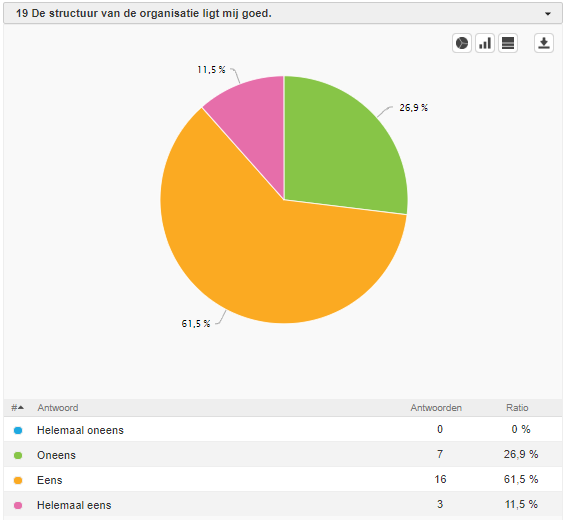 19 De structuur van de organisatie ligt mij goed.
11,5 %
26,9 %
61,5 %
# Antwoord Antwoorden Ratio
Helemaal oneens 0 0 %
Oneens 7 26,9 %
Eens 16 61,5 %
Helemaal eens 3 11,5 %